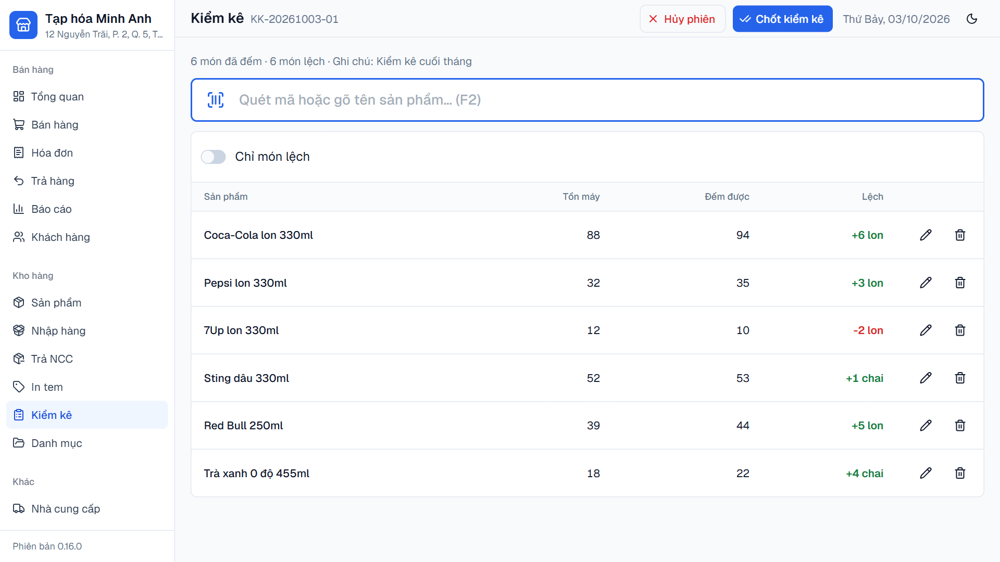 Tạp hóa Minh Anh
12 Nguyễn Trãi, P. 2, Q. 5, T...
Bán hàng
Tổng quan
Bán hàng
Hóa đơn
Trả hàng
Báo cáo
Khách hàng
Kho hàng
Sản phẩm
Nhập hàng
Trả NCC
In tem
Kiểm kê
Danh mục
Khác
Nhà cung cấp
Phiên bản 0.16.0
Kiểm kê KK-20261003-01
Hủy phiên
Chốt kiểm kê
Thứ Bảy, 03/10/2026
6 món đã đếm · 6 món lệch · Ghi chú: Kiểm kê cuối tháng
Quét mã hoặc gõ tên sản phẩm... (F2)
Chỉ món lệch
Sản phẩm Tồn máy Đếm được Lệch
Coca-Cola lon 330ml 88 94 +6 lon
Pepsi lon 330ml 32 35 +3 lon
7Up lon 330ml 12 10 -2 lon
Sting dâu 330ml 52 53 +1 chai
Red Bull 250ml 39 44 +5 lon
Trà xanh 0 độ 455ml 18 22 +4 chai